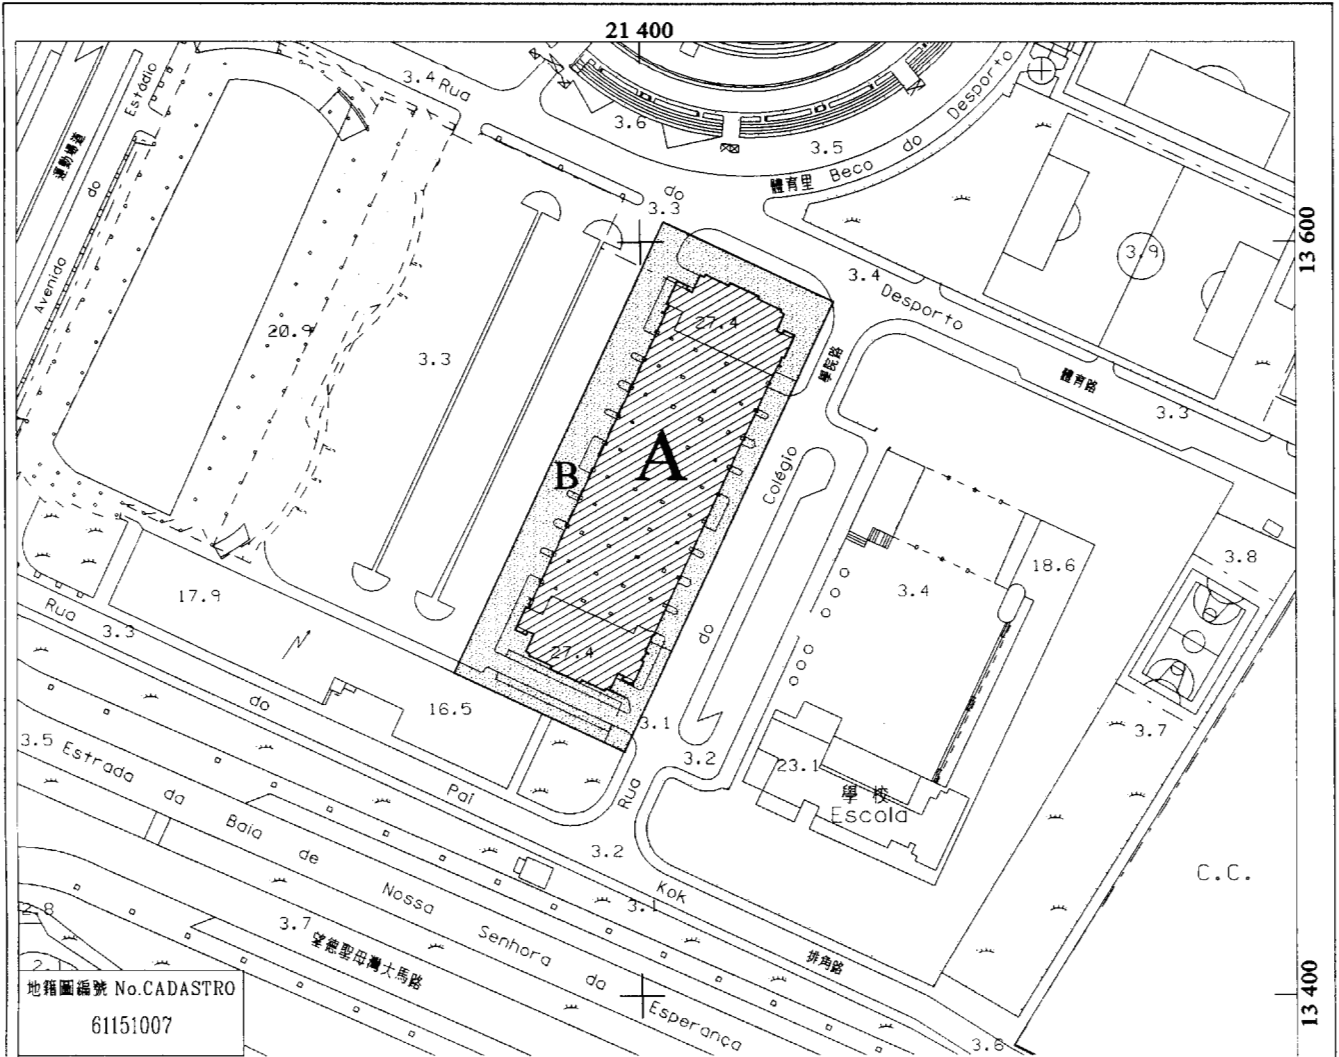 21 400
3.4 Rua
Estádio
do
Avenida
運動場道
3.6
3.5
Beco do Desporto
體育里
do
3.3
13 600
3.9
3.4
Desporto
27.4
20.9
3.3
學院路
體育路
3.3
A
B
Colégio
do
Rua
18.6
3.8
3.4
17.9
Rua
3.3
do
27.4
16.5
3.1
3.2
3.7
23.1
學校
Escola
3.5 Estrada
da
Baia
de
Nossa
Senhora
da
Esperança
Pai
3.2
Kok
3.1
C.C.
2.8
3.7
望德聖母灣大馬路
排角路
2.1
13 400
3.6
地籍圖編號 No.CADASTRO
61151007